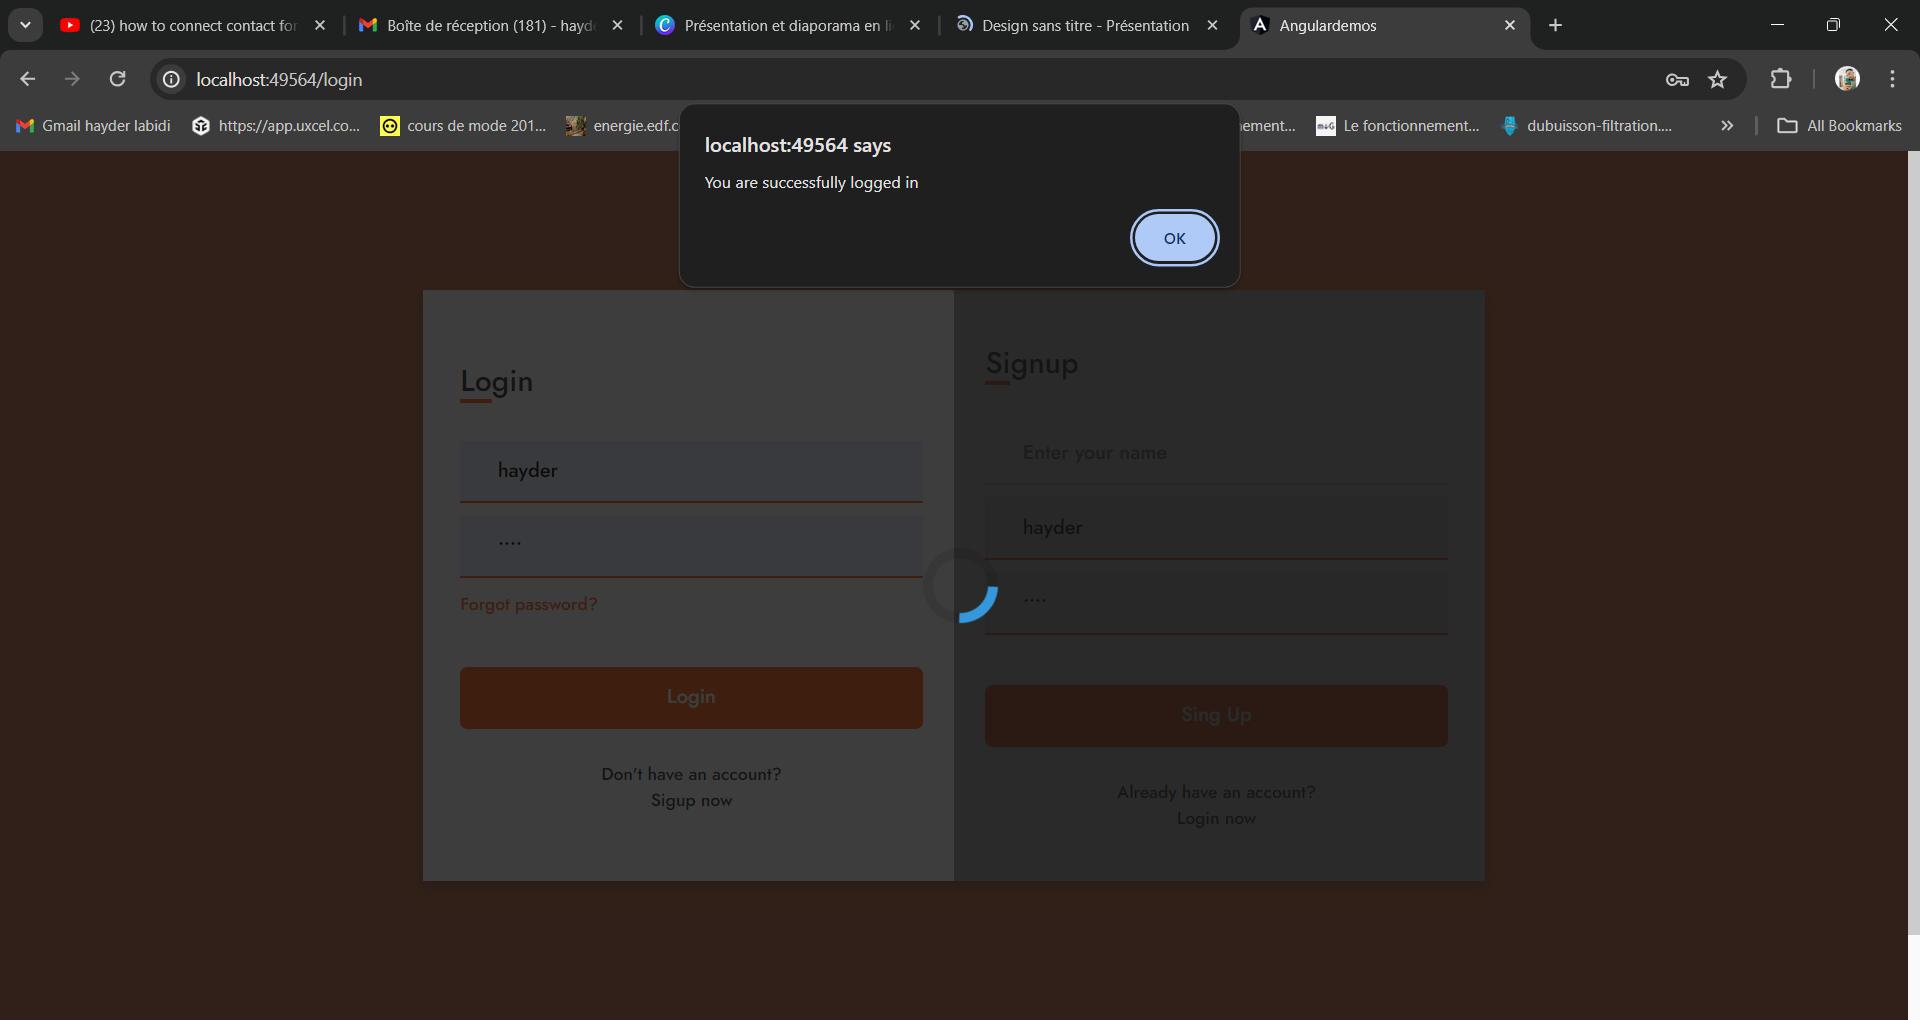 (23) how to connect contact for
Boîte de réception (181) - hayde
Présentation et diaporama en li
Design sans titre - Présentation
Angulardemos
localhost:49564/login
Gmail hayder labidi
https://app.uxcel.co...
cours de mode 201...
energie.edf.c
ement...
Le fonctionnement...
dubuisson-filtration....
All Bookmarks
localhost:49564 says
You are successfully logged in
OK
Login
hayder
....
Forgot password?
Login
Don't have an account?
Sigup now
Signup
Enter your name
hayder
....
Sing Up
Already have an account?
Login now